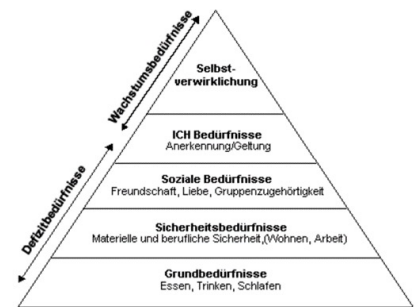 Wachstumsbedürfnisse
Defizitbedürfnisse
Selbst-
verwirklichung
ICH Bedürfnisse
Anerkennung/Geltung
Soziale Bedürfnisse
Freundschaft, Liebe, Gruppenzugehörtigkeit
Sicherheitsbedürfnisse
Materielle und berufliche Sicherheit,(Wohnen, Arbeit)
Grundbedürfnisse
Essen, Trinken, Schlafen